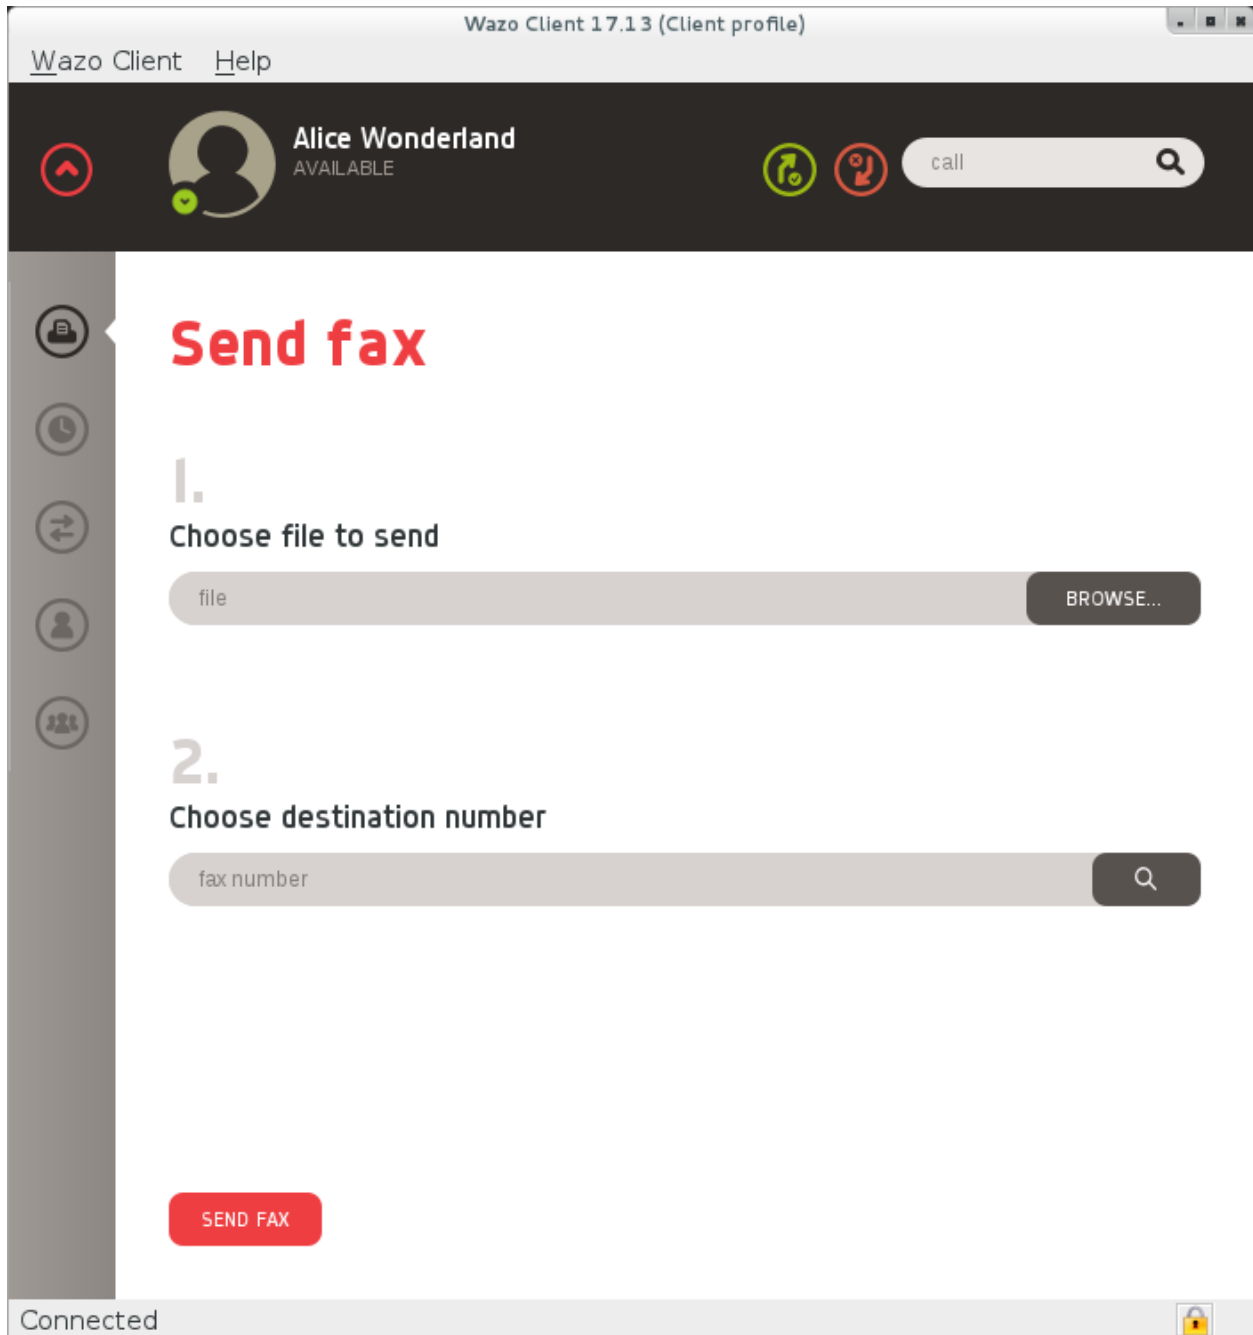 Wazo Client 17.13 (Client profile)
Wazo Client Help
Alice Wonderland
AVAILABLE
call
Send fax
1.
Choose file to send
file BROWSE...
2.
Choose destination number
fax number
SEND FAX
Connected